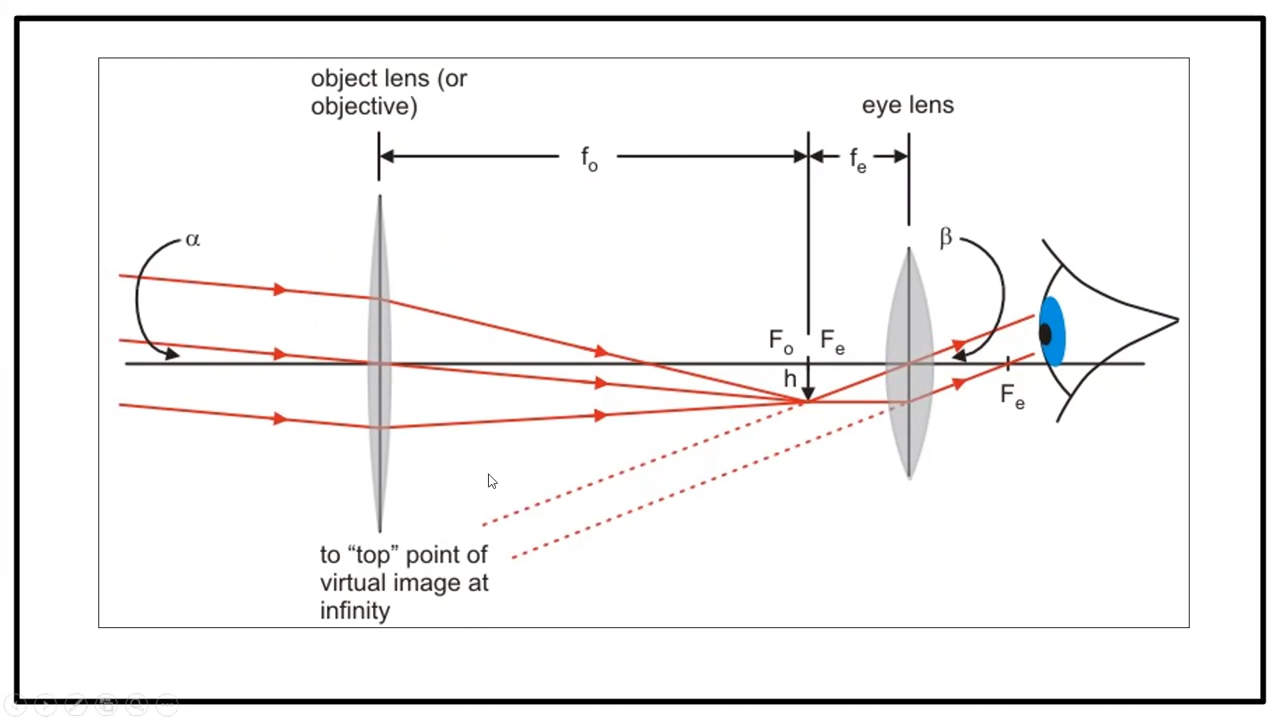 object lens (or
objective)
eye lens
fo
fe
α
β
Fo
Fe
h
Fe
to “top” point of
virtual image at
infinity